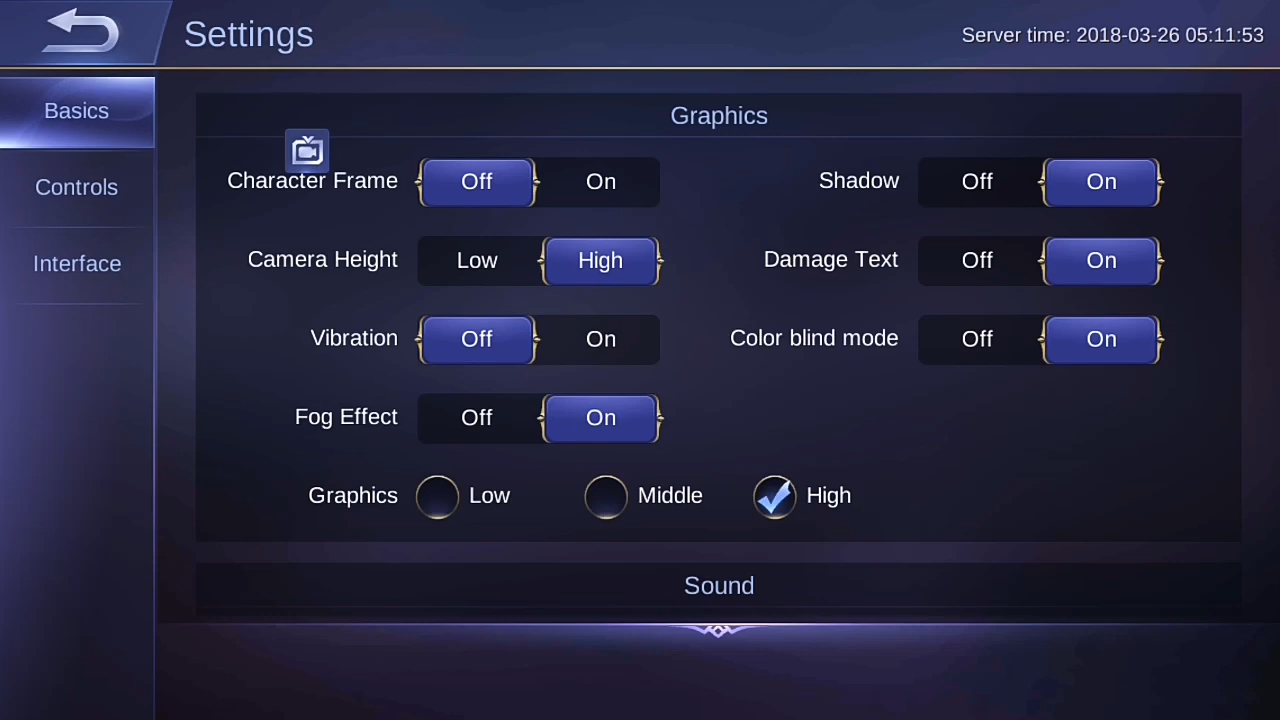 Settings
Server time: 2018-03-26 05:11:53
Basics
Controls
Interface
Graphics
Character Frame Off On
Shadow Off On
Camera Height Low High
Damage Text Off On
Vibration Off On
Color blind mode Off On
Fog Effect Off On
Graphics Low Middle High
Sound